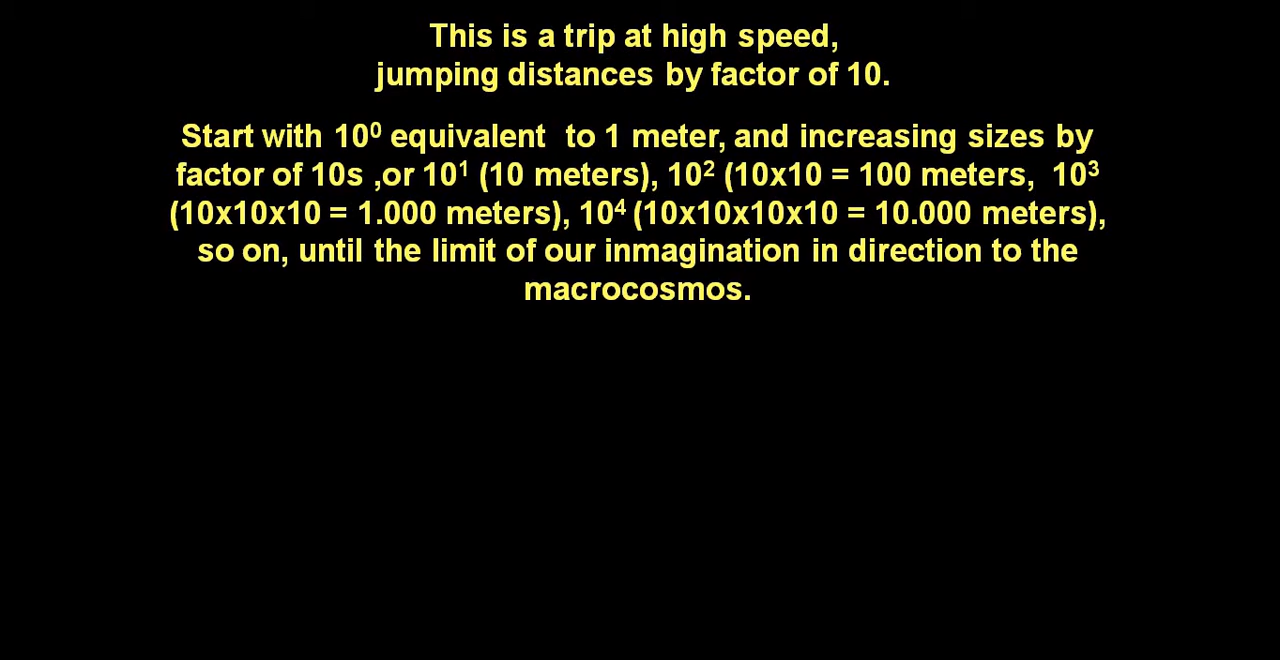 This is a trip at high speed,
jumping distances by factor of 10.
Start with 10⁰ equivalent  to 1 meter, and increasing sizes by
factor of 10s ,or 10¹ (10 meters), 10² (10x10 = 100 meters,  10³
(10x10x10 = 1.000 meters), 10⁴ (10x10x10x10 = 10.000 meters),
so on, until the limit of our inmagination in direction to the
macrocosmos.